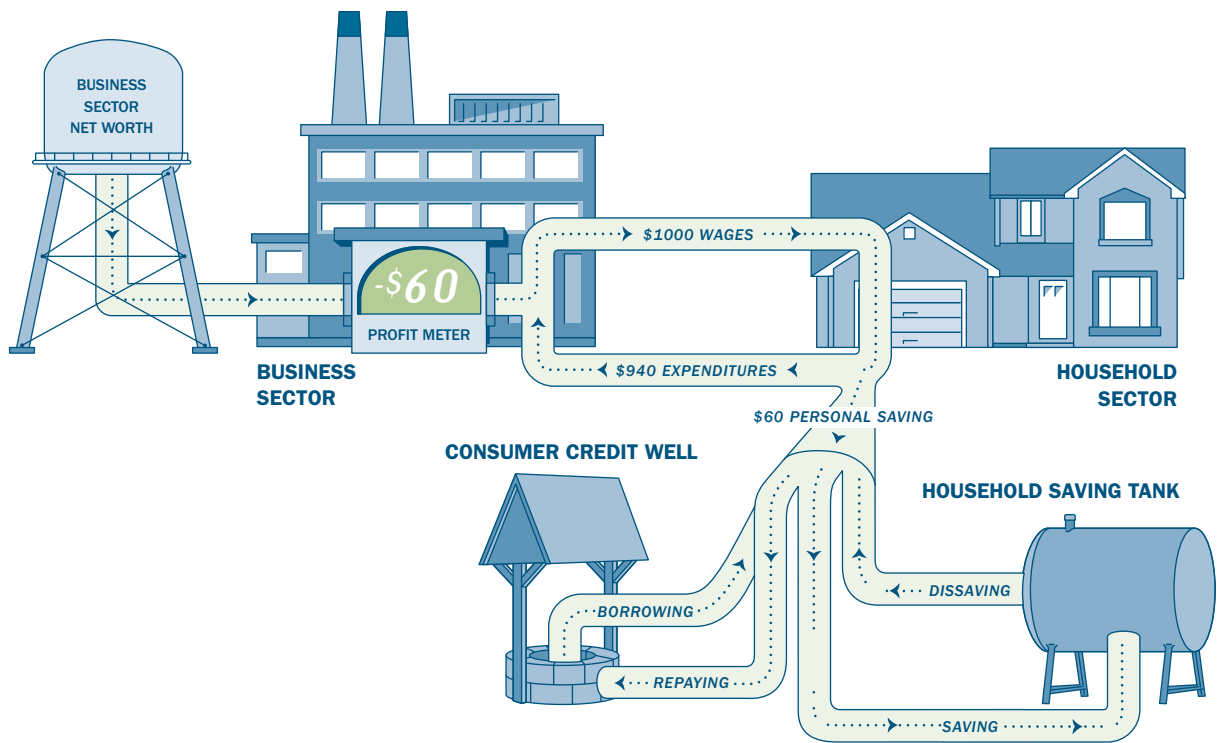 BUSINESS
SECTOR
NET WORTH
$1000 WAGES
-$60
PROFIT METER
$940 EXPENDITURES
BUSINESS
SECTOR
HOUSEHOLD
SECTOR
$60 PERSONAL SAVING
CONSUMER CREDIT WELL
HOUSEHOLD SAVING TANK
DISSAVING
BORROWING
REPAYING
SAVING